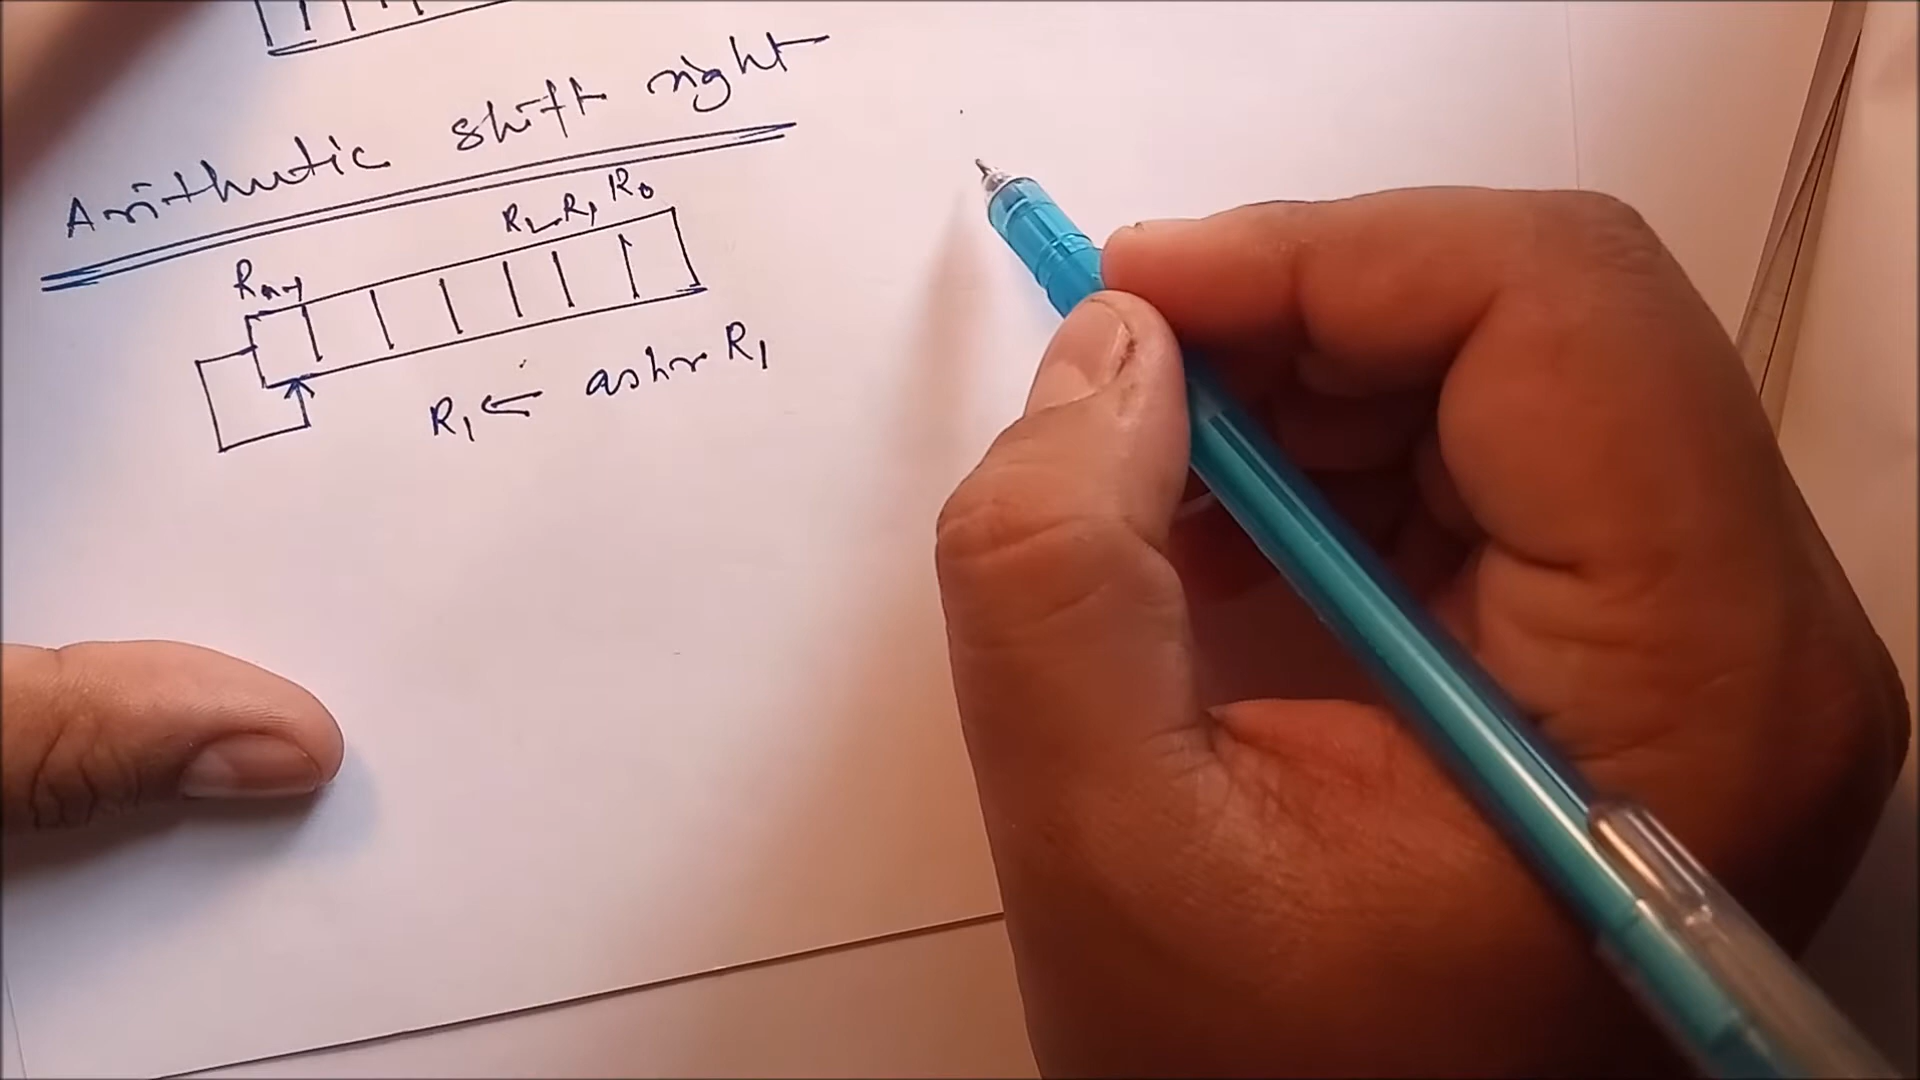 Arithmetic shift right
R₂ R₁ R₀
Rn-1
R₁ ← ashr R₁